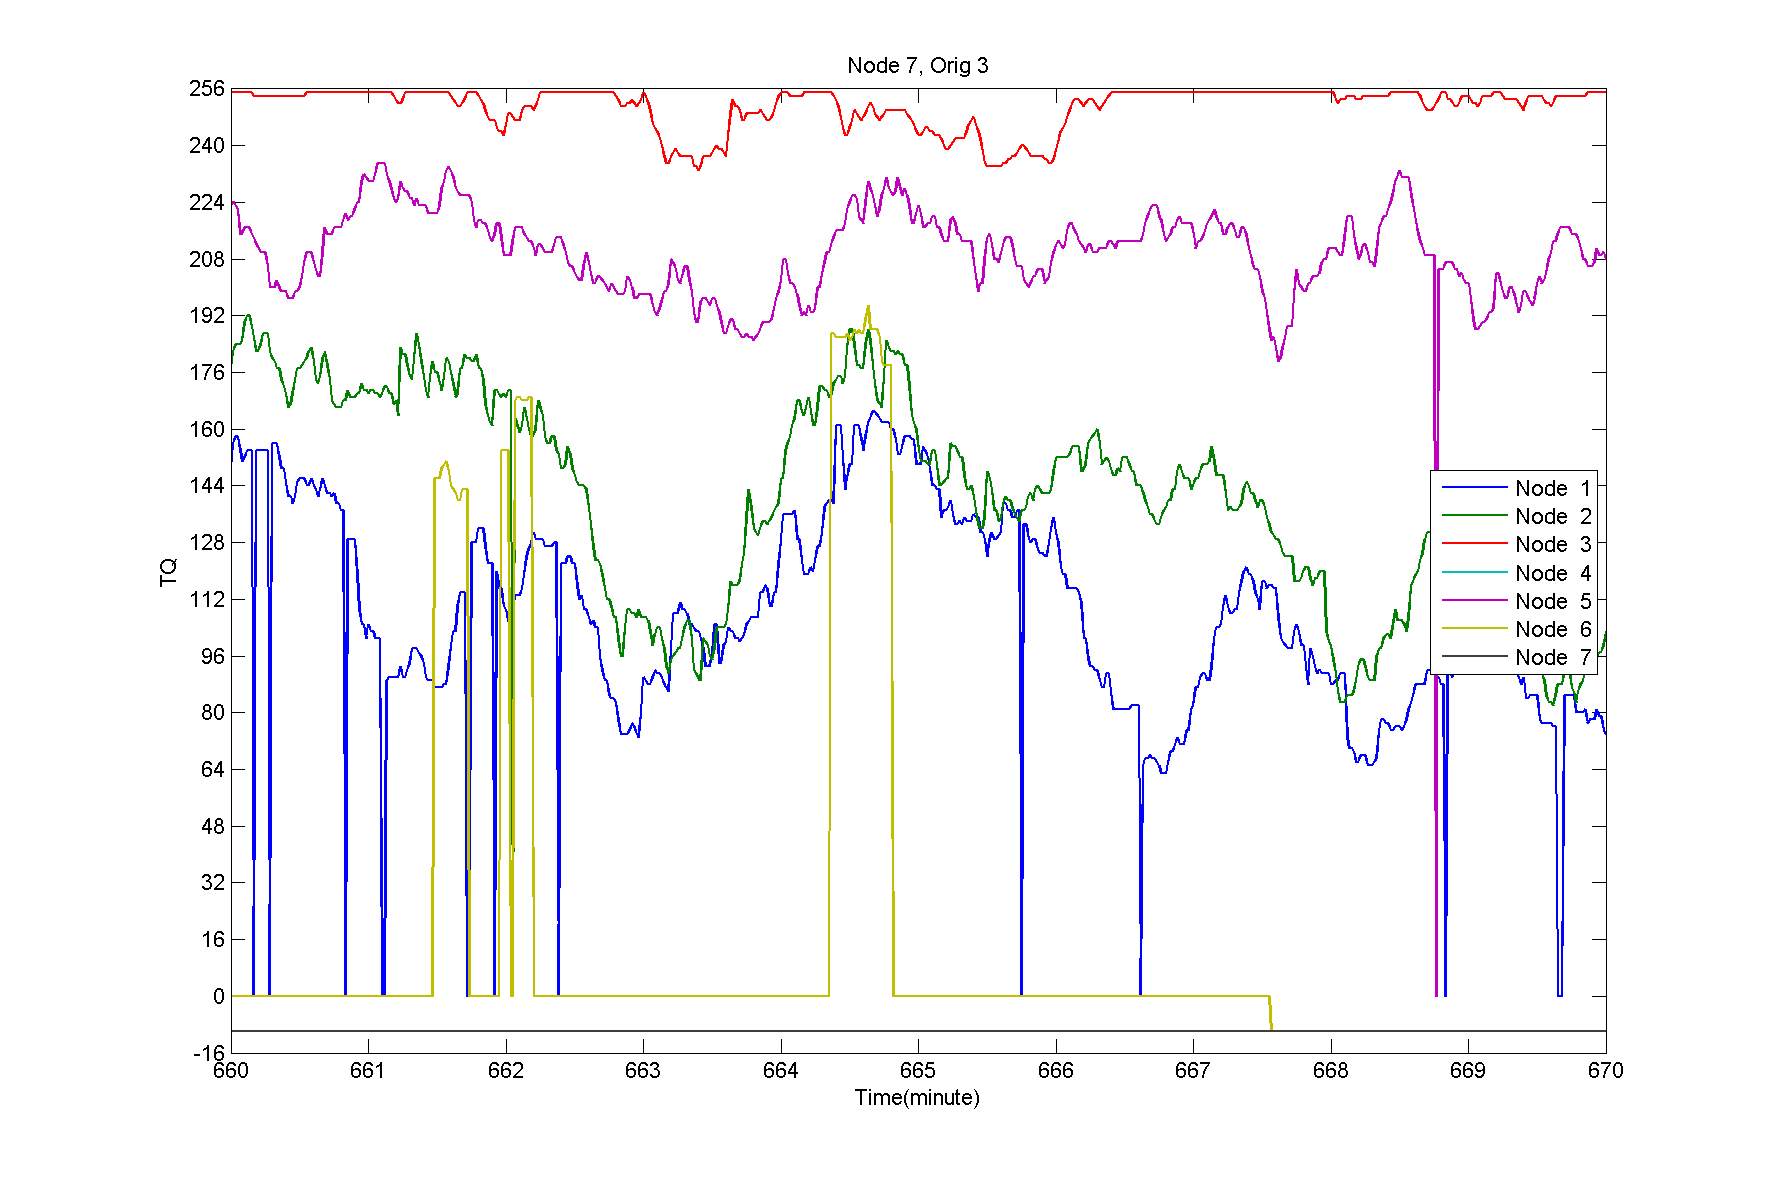 Node 7, Orig 3
256
240
224
208
192
176
160
144
128
112
96
80
64
48
32
16
0
-16
TQ
Node 1
Node 2
Node 3
Node 4
Node 5
Node 6
Node 7
660 661 662 663 664 665 666 667 668 669 670
Time(minute)